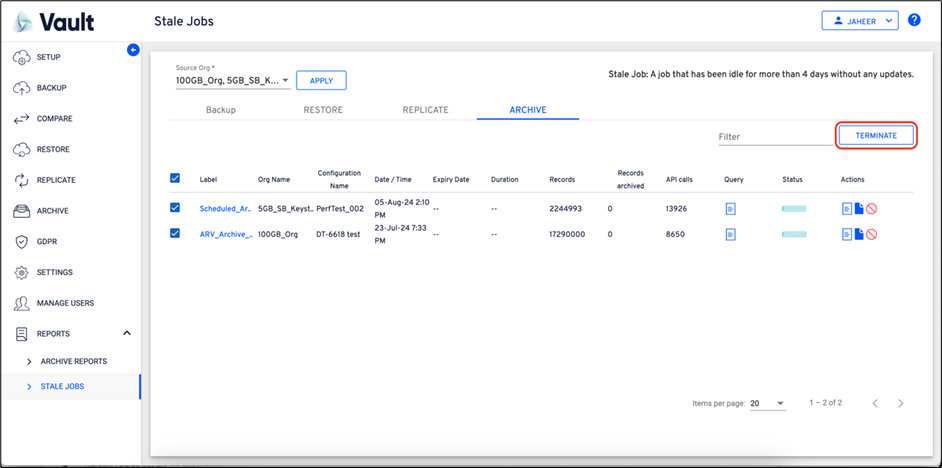 Vault
Stale Jobs
JAHEER
?
SETUP
BACKUP
COMPARE
RESTORE
REPLICATE
ARCHIVE
GDPR
SETTINGS
MANAGE USERS
REPORTS
ARCHIVE REPORTS
STALE JOBS
Source Org *
100GB_Org, 5GB_SB_K...
APPLY
Stale Job: A job that has been idle for more than 4 days without any updates.
Backup RESTORE REPLICATE ARCHIVE
Filter
TERMINATE
Label Org Name Configuration Name Date / Time Expiry Date Duration Records Records archived API calls Query Status Actions
Scheduled_Ar.. 5GB_SB_Keyst.. PerfTest_002 05-Aug-24 2:10 PM -- -- 2244993 0 13926
ARV_Archive_.. 100GB_Org DT-6618 test 23-Jul-24 7:33 PM -- -- 17290000 0 8650
Items per page: 20 1 – 2 of 2